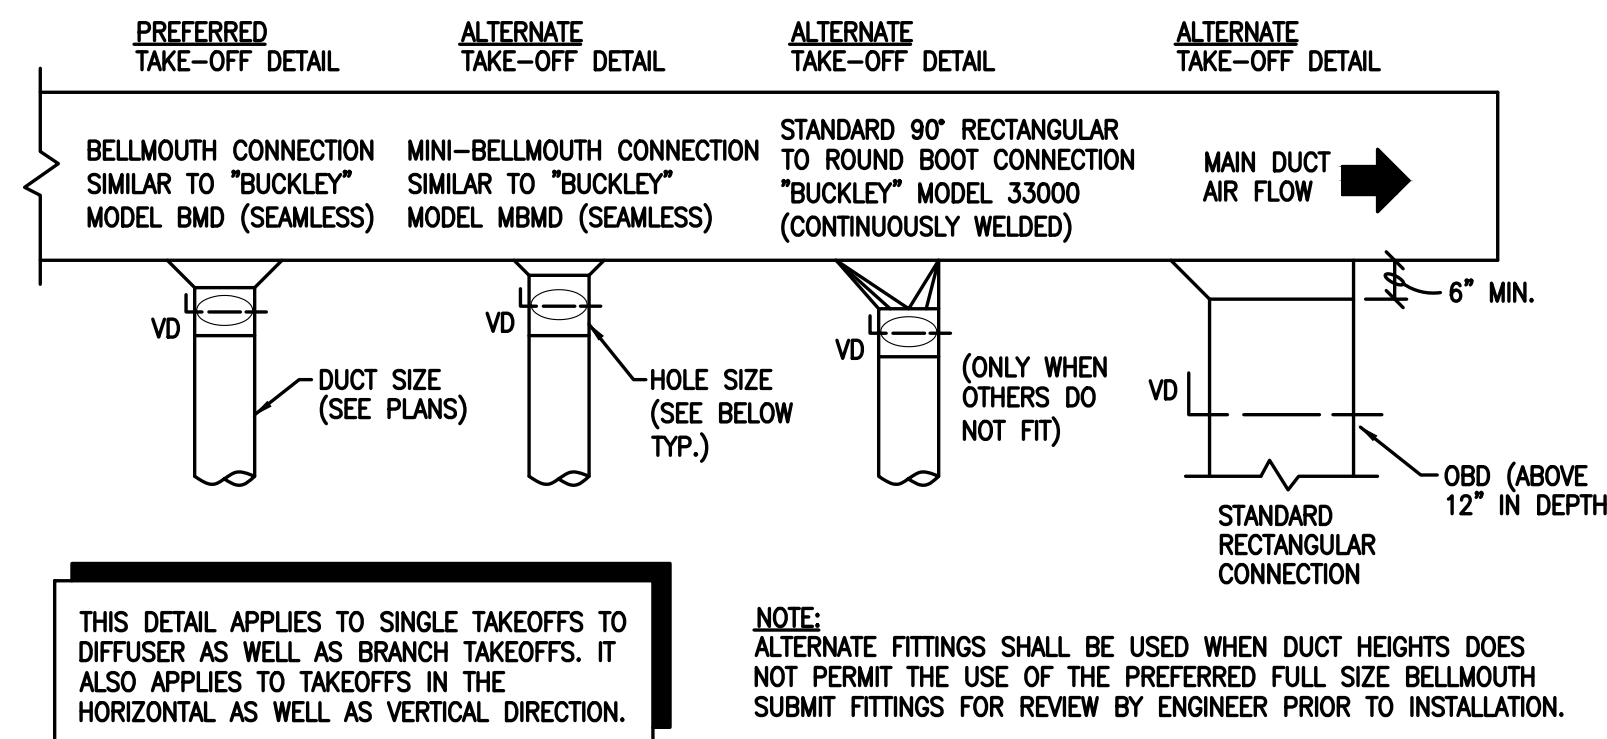 PREFERRED
TAKE-OFF DETAIL
ALTERNATE
TAKE-OFF DETAIL
ALTERNATE
TAKE-OFF DETAIL
ALTERNATE
TAKE-OFF DETAIL
BELLMOUTH CONNECTION
SIMILAR TO "BUCKLEY"
MODEL BMD (SEAMLESS)
MINI-BELLMOUTH CONNECTION
SIMILAR TO "BUCKLEY"
MODEL MBMD (SEAMLESS)
STANDARD 90° RECTANGULAR
TO ROUND BOOT CONNECTION
"BUCKLEY" MODEL 33000
(CONTINUOUSLY WELDED)
MAIN DUCT
AIR FLOW
VD
DUCT SIZE
(SEE PLANS)
VD
HOLE SIZE
(SEE BELOW
TYP.)
VD
(ONLY WHEN
OTHERS DO
NOT FIT)
6" MIN.
VD
OBD (ABOVE
12" IN DEPTH
STANDARD
RECTANGULAR
CONNECTION
THIS DETAIL APPLIES TO SINGLE TAKEOFFS TO
DIFFUSER AS WELL AS BRANCH TAKEOFFS. IT
ALSO APPLIES TO TAKEOFFS IN THE
HORIZONTAL AS WELL AS VERTICAL DIRECTION.
NOTE:
ALTERNATE FITTINGS SHALL BE USED WHEN DUCT HEIGHTS DOES
NOT PERMIT THE USE OF THE PREFERRED FULL SIZE BELLMOUTH
SUBMIT FITTINGS FOR REVIEW BY ENGINEER PRIOR TO INSTALLATION.